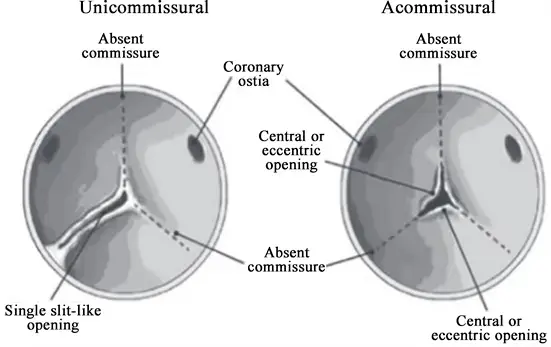 Unicommissural
Acommissural
Absent
commissure
Absent
commissure
Coronary
ostia
Central or
eccentric
opening
Absent
commissure
Single slit-like
opening
Central or
eccentric opening